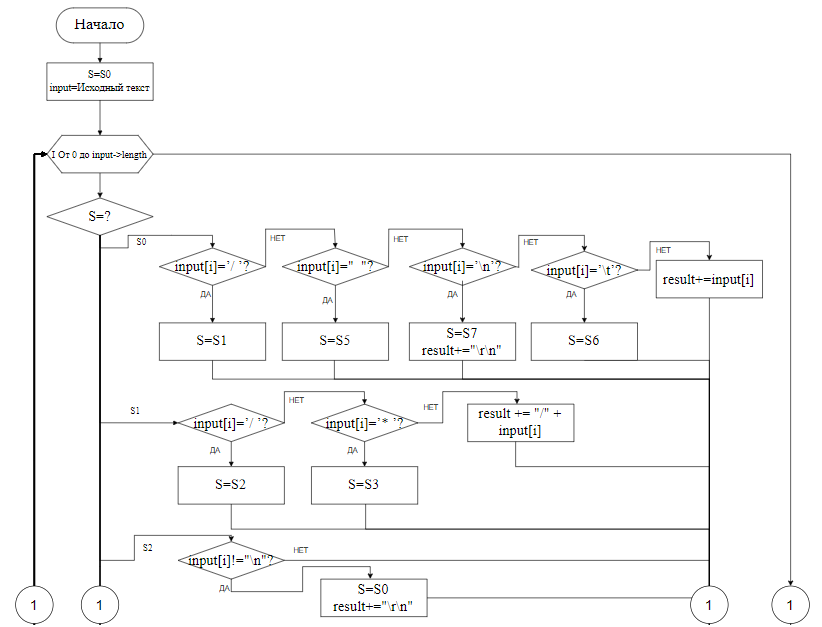 Начало
S=S0
input=Исходный текст
I От 0 до input->length
S=?
S0
input[i]='/ '?
НЕТ
input[i]=" "?
НЕТ
input[i]='\n'?
НЕТ
input[i]='\t'?
НЕТ
result+=input[i]
ДА
ДА
ДА
ДА
S=S1
S=S5
S=S7
result+="\r\n"
S=S6
S1
input[i]='/ '?
НЕТ
input[i]='* '?
НЕТ
result += "/" +
input[i]
ДА
ДА
S=S2
S=S3
S2
input[i]!="\n"?
НЕТ
ДА
S=S0
result+="\r\n"
1
1
1
1